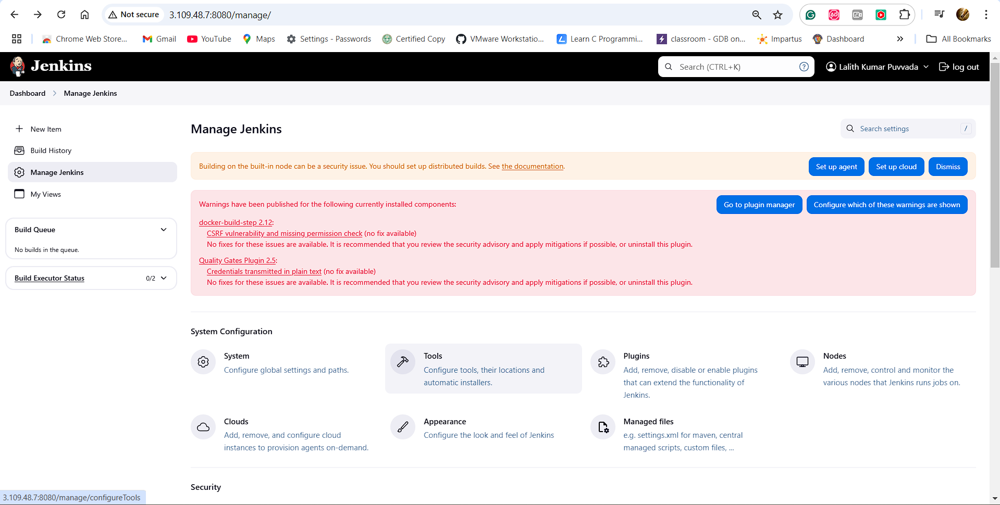 Not secure 3.109.48.7:8080/manage/
Chrome Web Store... Gmail YouTube Maps Settings - Passwords Certified Copy VMware Workstatio... Learn C Programmi... classroom - GDB on... Impartus Dashboard » All Bookmarks
Jenkins Search (CTRL+K) ? Lalith Kumar Puvvada log out
Dashboard Manage Jenkins
New Item
Build History
Manage Jenkins
My Views
Build Queue
No builds in the queue.
Build Executor Status 0/2
Manage Jenkins
Search settings /
Building on the built-in node can be a security issue. You should set up distributed builds. See the documentation. Set up agent Set up cloud Dismiss
Warnings have been published for the following currently installed components: Go to plugin manager Configure which of these warnings are shown
docker-build-step 2.12:
CSRF vulnerability and missing permission check (no fix available)
No fixes for these issues are available. It is recommended that you review the security advisory and apply mitigations if possible, or uninstall this plugin.
Quality Gates Plugin 2.5:
Credentials transmitted in plain text (no fix available)
No fixes for these issues are available. It is recommended that you review the security advisory and apply mitigations if possible, or uninstall this plugin.
System Configuration
System
Configure global settings and paths.
Tools
Configure tools, their locations and
automatic installers.
Plugins
Add, remove, disable or enable plugins
that can extend the functionality of
Jenkins.
Nodes
Add, remove, control and monitor the
various nodes that Jenkins runs jobs on.
Clouds
Add, remove, and configure cloud
instances to provision agents on-demand.
Appearance
Configure the look and feel of Jenkins
Managed files
e.g. settings.xml for maven, central
managed scripts, custom files, ...
Security
3.109.48.7:8080/manage/configureTools